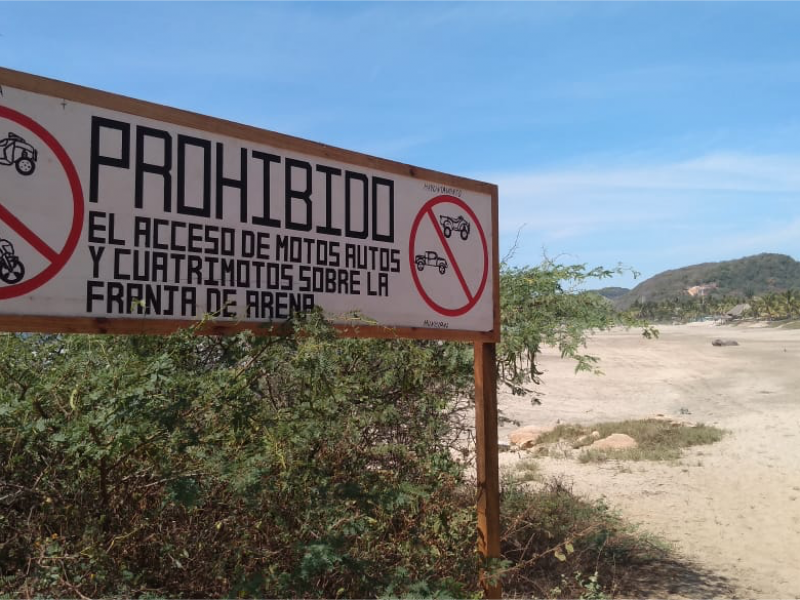 PROHIBIDO
EL ACCESO DE MOTOS AUTOS
Y CUATRIMOTOS SOBRE LA
FRANJA DE ARENA